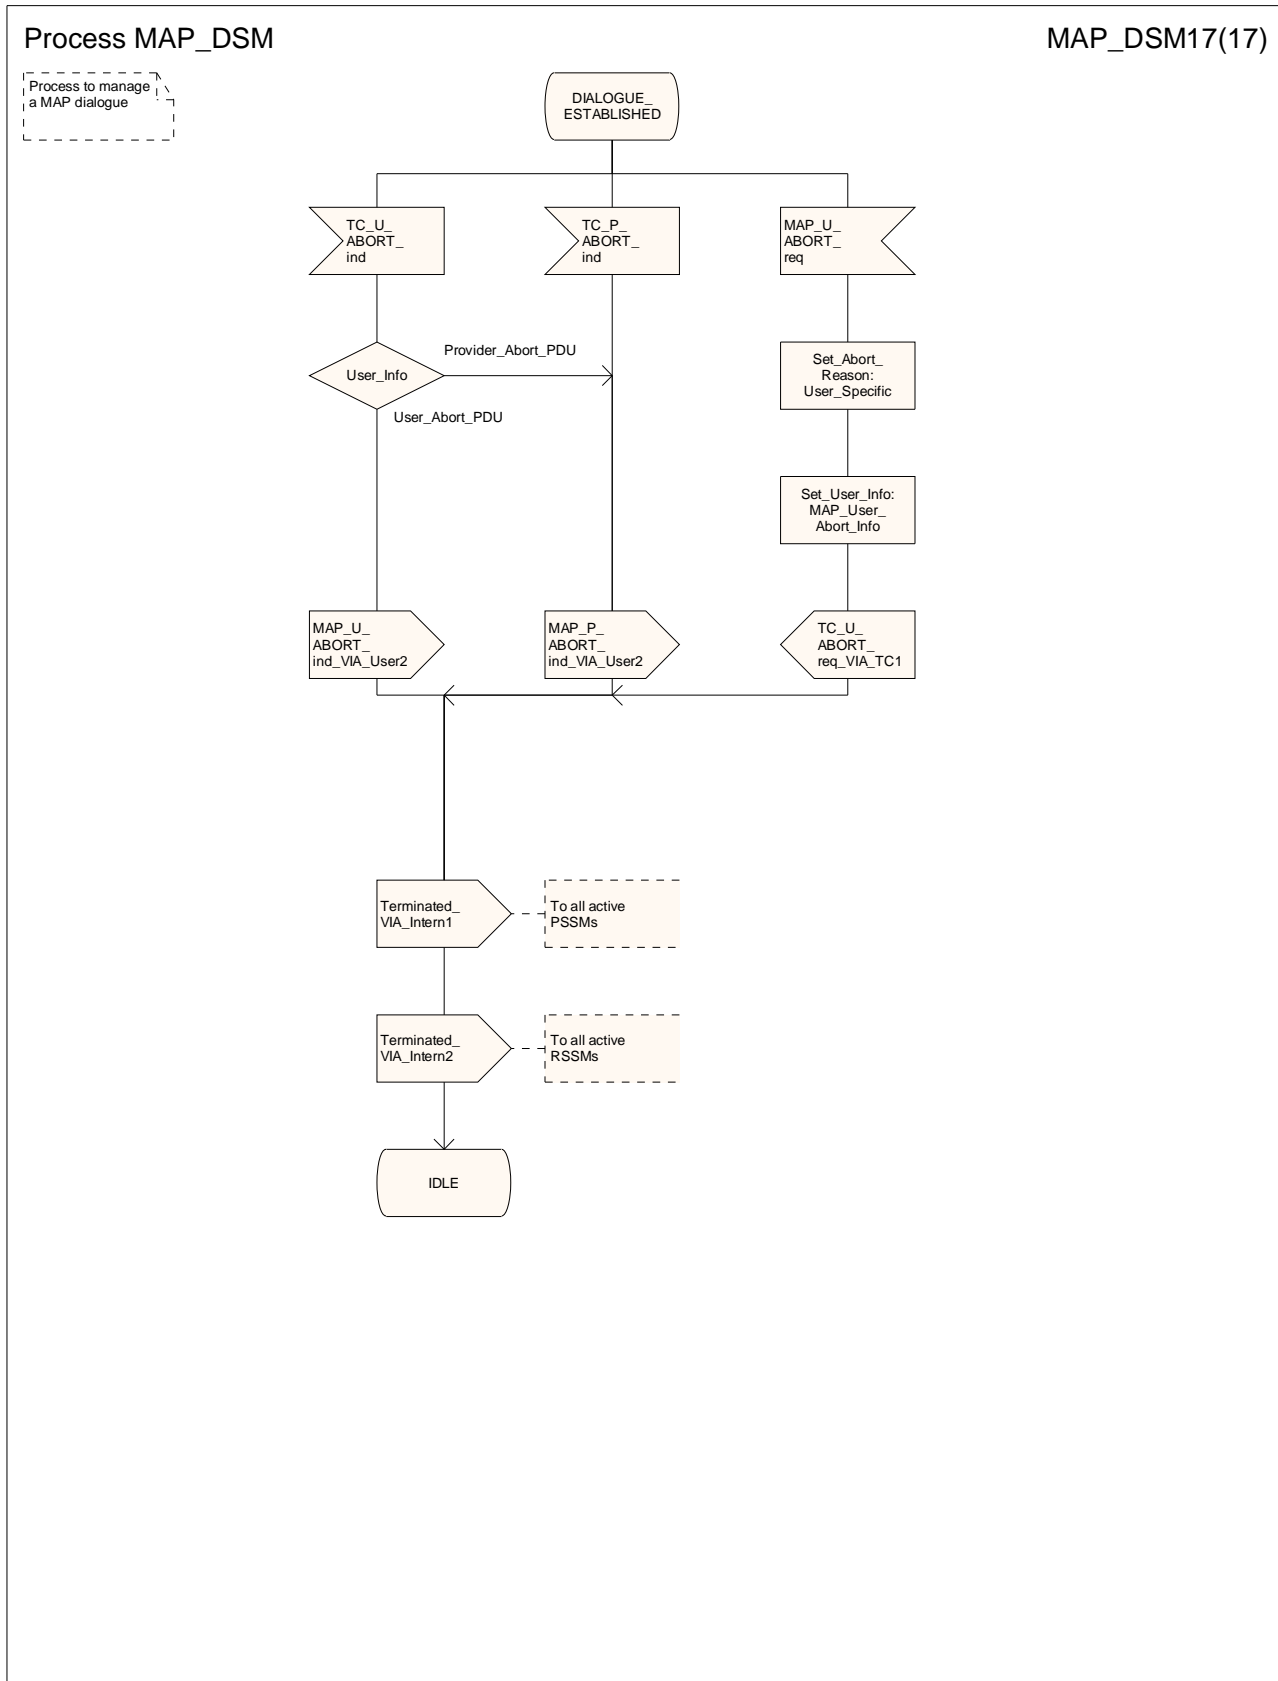 Process MAP_DSM
MAP_DSM17(17)
Process to manage
a MAP dialogue
DIALOGUE_
ESTABLISHED
TC_U_
ABORT_
ind
TC_P_
ABORT_
ind
MAP_U_
ABORT_
req
User_Info
Provider_Abort_PDU
User_Abort_PDU
Set_Abort_
Reason:
User_Specific
Set_User_Info:
MAP_User_
Abort_Info
MAP_U_
ABORT_
ind_VIA_User2
MAP_P_
ABORT_
ind_VIA_User2
TC_U_
ABORT_
req_VIA_TC1
Terminated_
VIA_Intern1
To all active
PSSMs
Terminated_
VIA_Intern2
To all active
RSSMs
IDLE